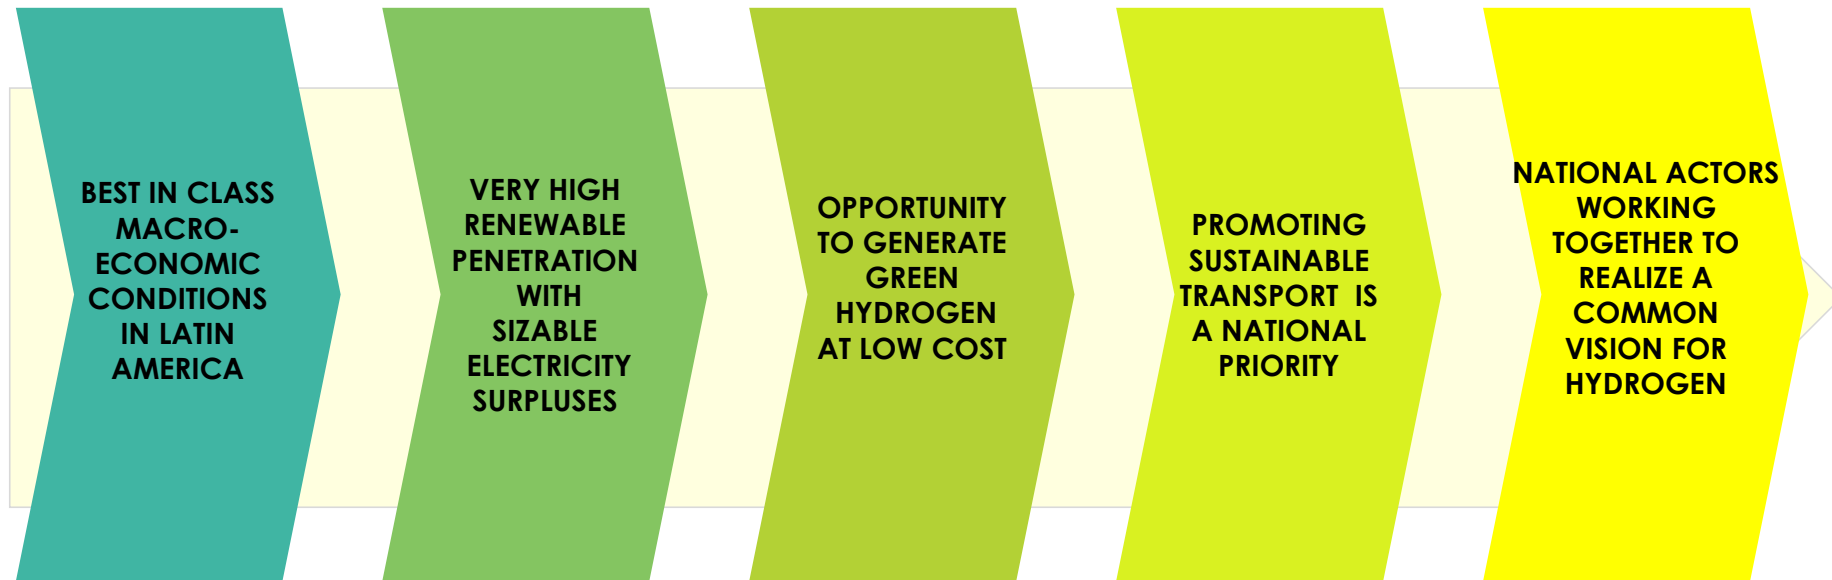 BEST IN CLASS
MACRO-
ECONOMIC
CONDITIONS
IN LATIN
AMERICA
VERY HIGH
RENEWABLE
PENETRATION
WITH
SIZABLE
ELECTRICITY
SURPLUSES
OPPORTUNITY
TO GENERATE
GREEN
HYDROGEN
AT LOW COST
PROMOTING
SUSTAINABLE
TRANSPORT IS
A NATIONAL
PRIORITY
NATIONAL ACTORS
WORKING
TOGETHER TO
REALIZE A
COMMON
VISION FOR
HYDROGEN